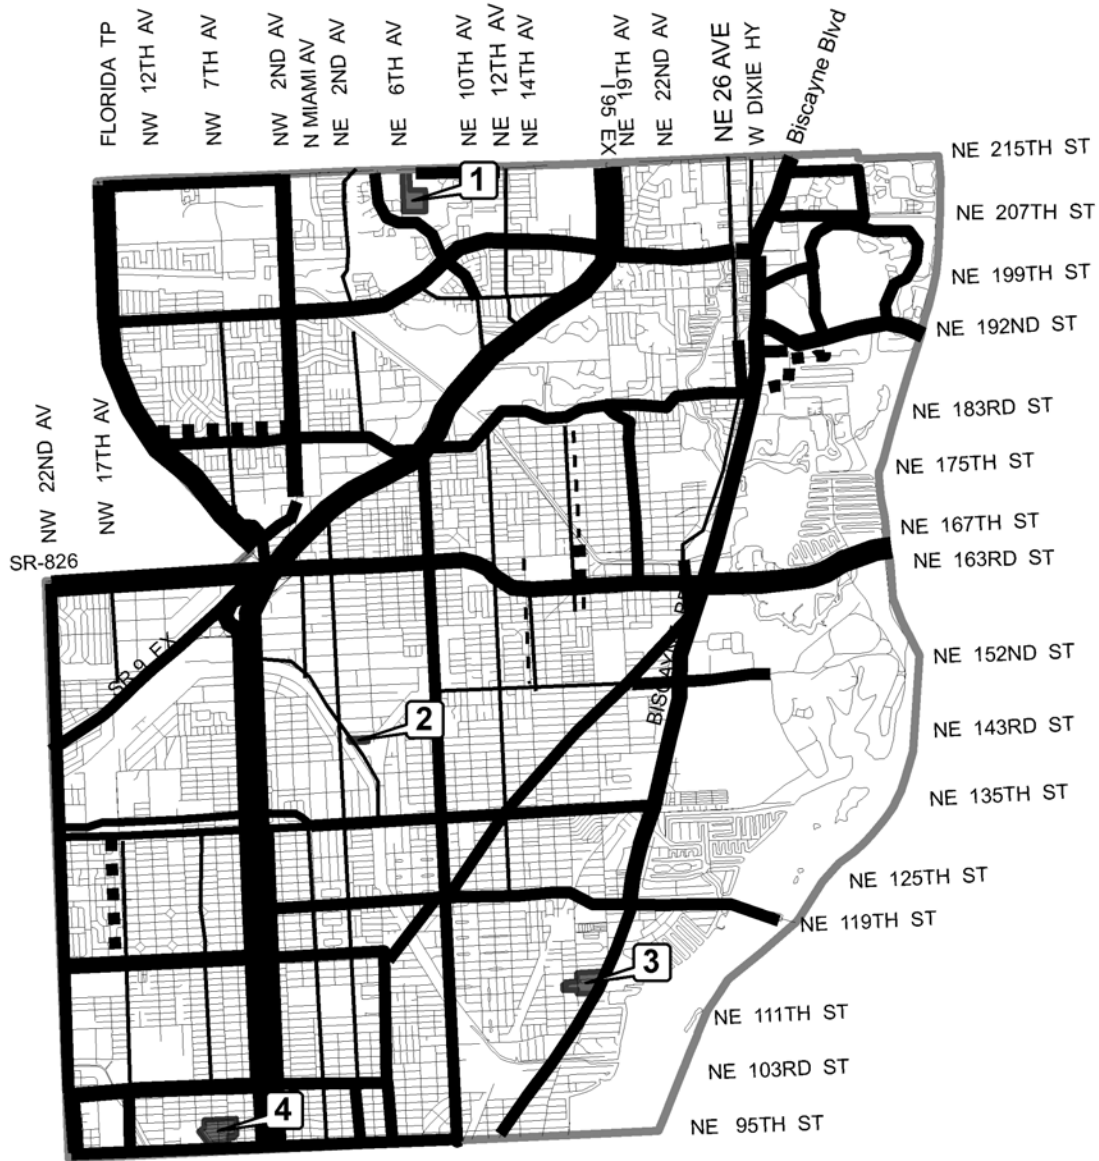 FLORIDA TP
NW 12TH AV
NW 7TH AV
NW 2ND AV
N MIAMI AV
NE 2ND AV
NE 6TH AV
NE 10TH AV
NE 12TH AV
NE 14TH AV
I95 EX
NE 16TH AV
NE 22ND AV
NE 26 AVE
W DIXIE HY
Biscayne Blvd
NE 215TH ST
1
NE 207TH ST
NE 199TH ST
NE 192ND ST
NW 22ND AV
NW 17TH AV
NE 183RD ST
NE 175TH ST
NE 167TH ST
SR-826
NE 163RD ST
SR-9 EX
NE 152ND ST
2
NE 143RD ST
NE 135TH ST
NE 125TH ST
NE 119TH ST
3
NE 111TH ST
NE 103RD ST
4
NE 95TH ST